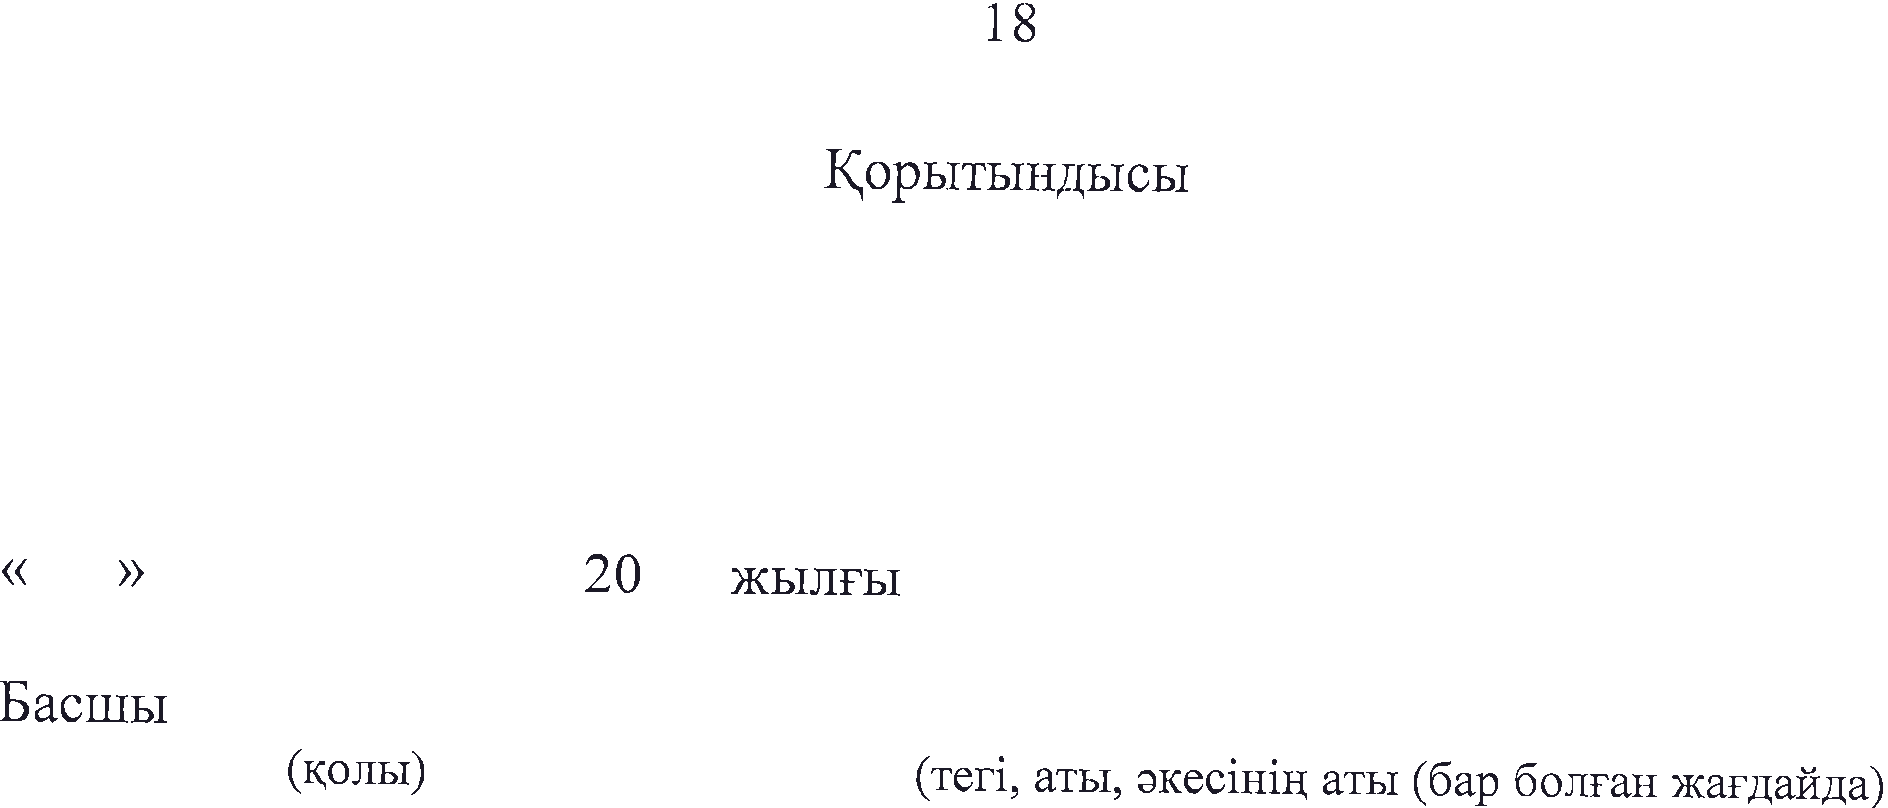 18
Қорытындысы
« » 20 жылғы
Басшы
(қолы) (тегі, аты, әкесінің аты (бар болған жағдайда)